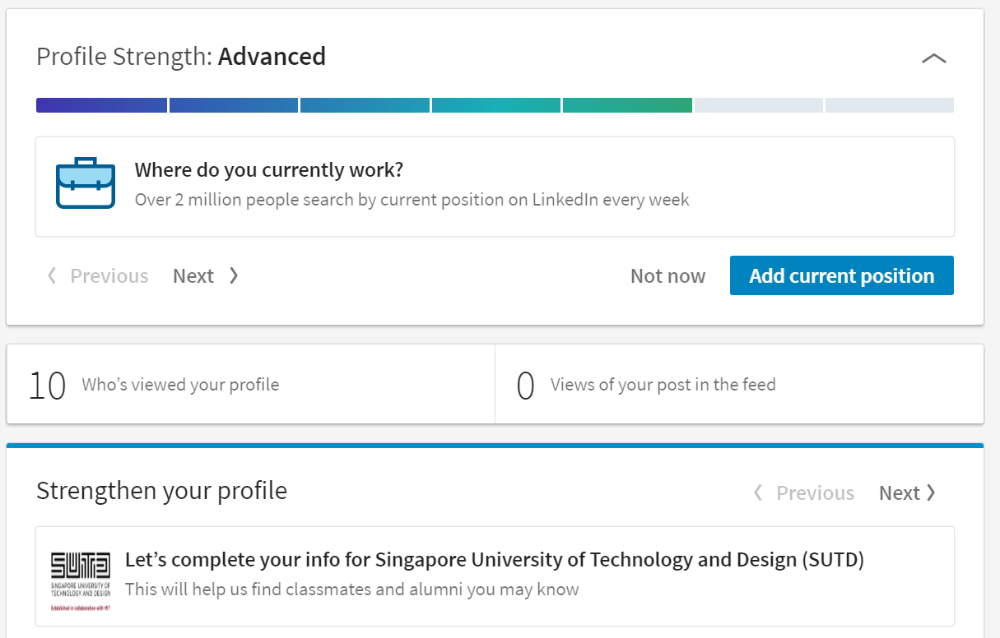 Profile Strength: Advanced
Where do you currently work?
Over 2 million people search by current position on LinkedIn every week
Previous Next Not now Add current position
10 Who’s viewed your profile
0 Views of your post in the feed
Strengthen your profile
Previous Next
Let’s complete your info for Singapore University of Technology and Design (SUTD)
This will help us find classmates and alumni you may know
SUTD
SINGAPORE UNIVERSITY OF
TECHNOLOGY AND DESIGN
Established in collaboration with MIT